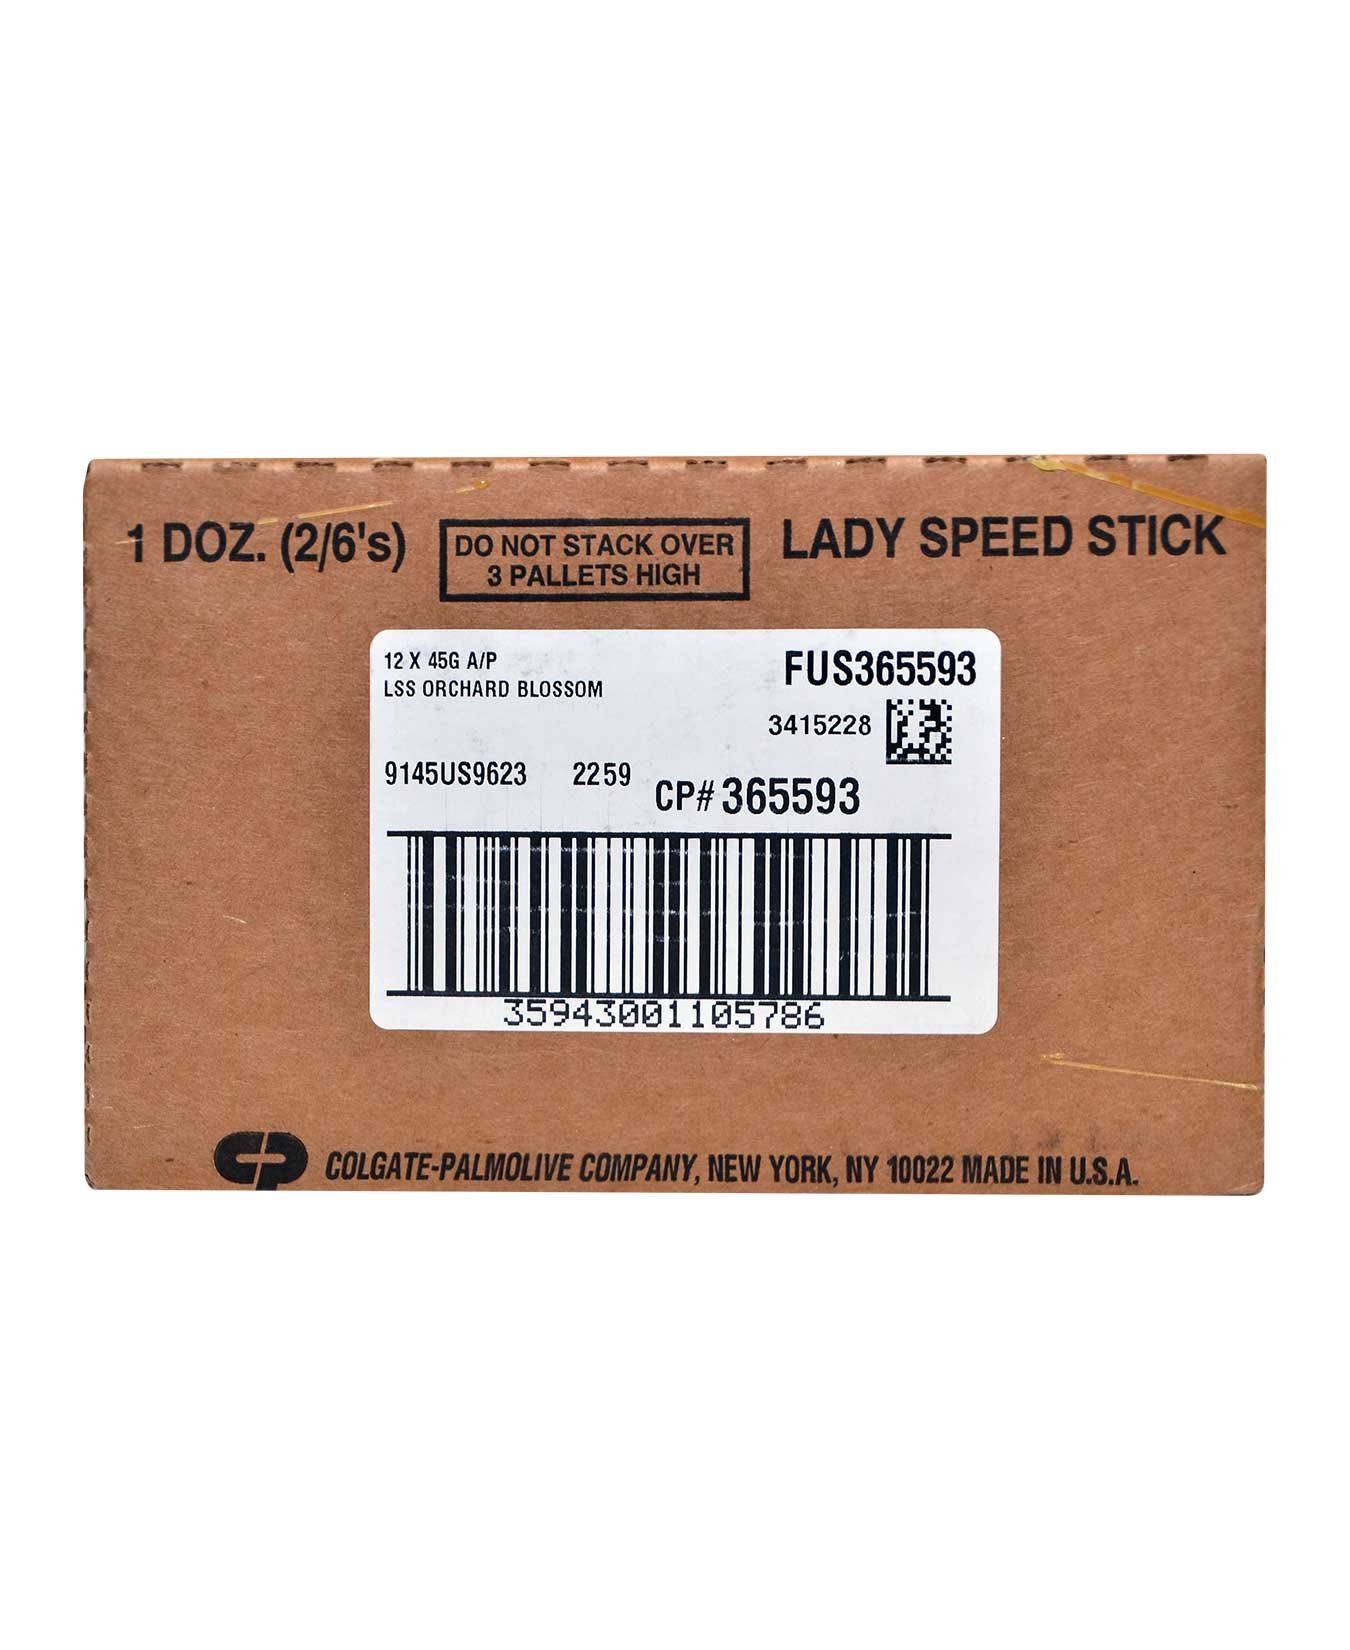 1 DOZ. (2/6's)
DO NOT STACK OVER
3 PALLETS HIGH
LADY SPEED STICK
12 X 45G A/P
LSS ORCHARD BLOSSOM
FUS365593
3415228
9145US9623 2259
CP# 365593
35943001105786
CP COLGATE-PALMOLIVE COMPANY, NEW YORK, NY 10022 MADE IN U.S.A.